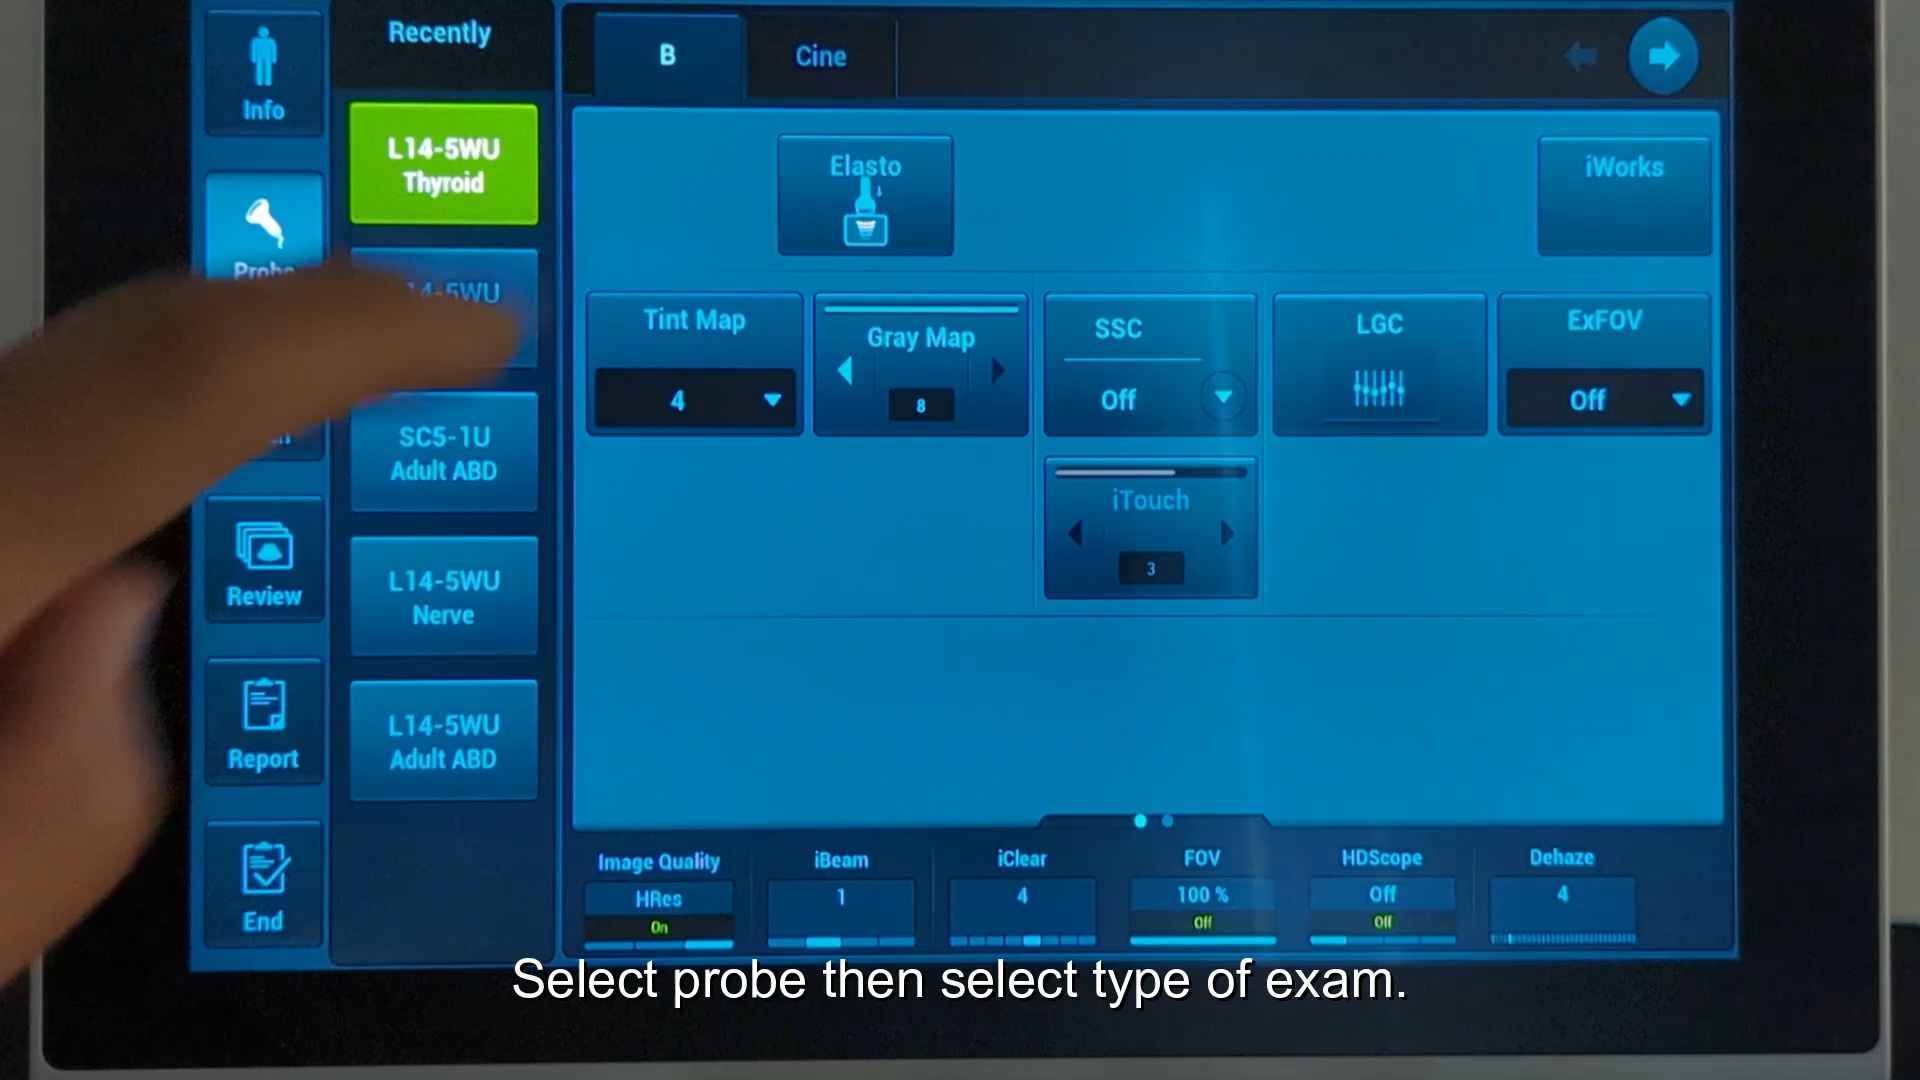 Info
Recently
B
Cine
L14-5WU
Thyroid
Elasto
iWorks
Probe
14-5WU
Tint Map
4
Gray Map
8
SSC
Off
LGC
ExFOV
Off
SC5-1U
Adult ABD
iTouch
3
Review
L14-5WU
Nerve
Report
L14-5WU
Adult ABD
End
Image Quality
HRes
On
iBeam
1
iClear
4
FOV
100 %
Off
HDScope
Off
Off
Dehaze
4
Select probe then select type of exam.